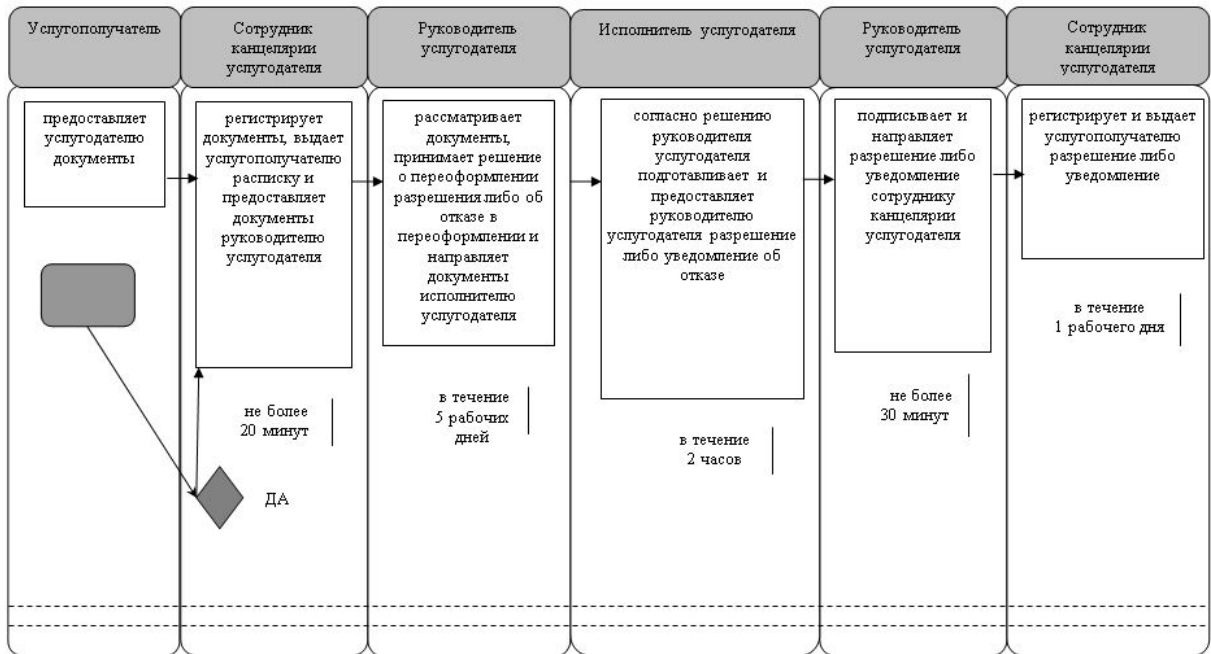 Услугополучатель
Сотрудник
канцелярии
услугодателя
Руководитель
услугодателя
Исполнитель услугодателя
Руководитель
услугодателя
Сотрудник
канцелярии
услугодателя
предоставляет
услугодателю
документы
регистрирует
документы, выдает
услугополучателю
расписку и
предоставляет
документы
руководителю
услугодателя
рассматривает
документы,
принимает решение
о переоформлении
разрешения либо об
отказе в
переоформлении и
направляет
документы
исполнителю
услугодателя
согласно решению
руководителя
услугодателя
подготавливает и
предоставляет
руководителю
услугодателя разрешение
либо уведомление об
отказе
подписывает и
направляет
разрешение либо
уведомление
сотруднику
канцелярии
услугодателя
регистрирует и выдает
услугополучателю
разрешение либо
уведомление
не более
20 минут
в течение
5 рабочих
дней
в течение
2 часов
не более
30 минут
в течение
1 рабочего дня
ДА